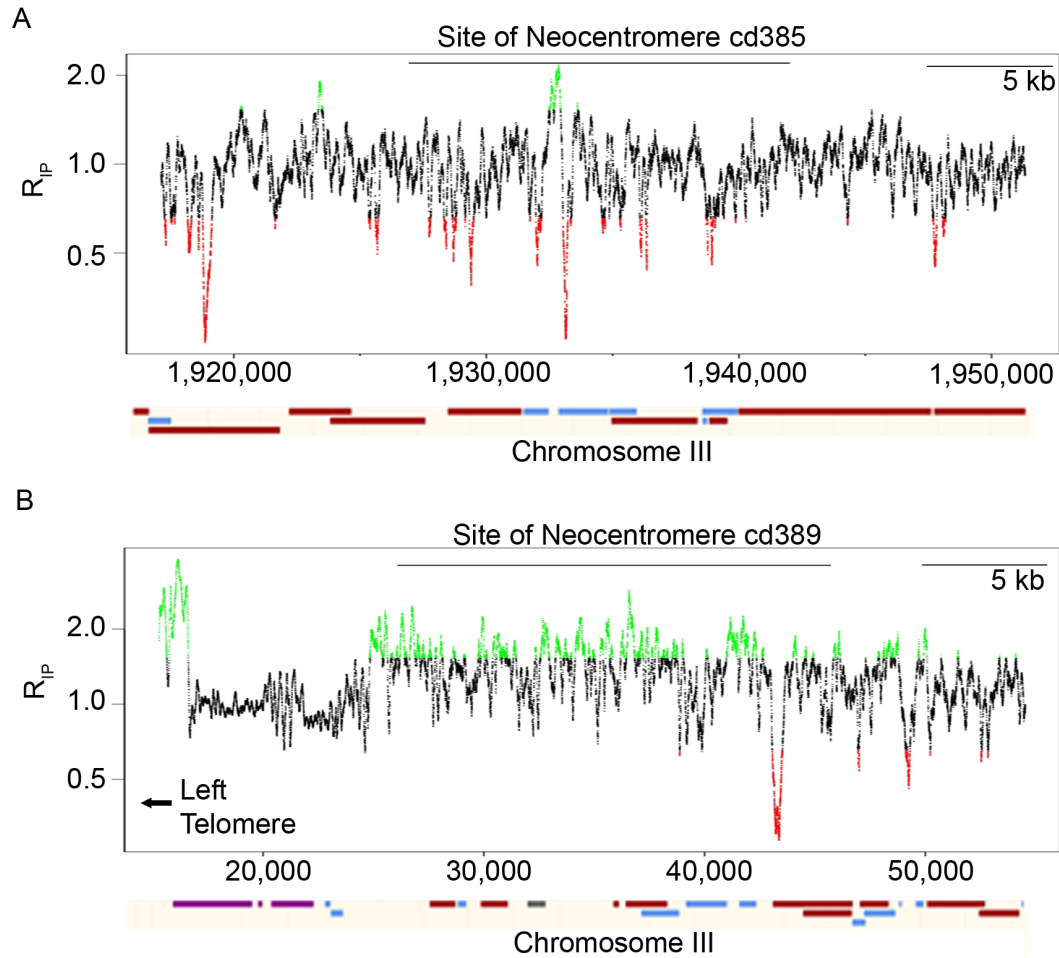 A
Site of Neocentromere cd385
5 kb
2.0
1.0
0.5
R_IP
1,920,000 1,930,000 1,940,000 1,950,000
Chromosome III
B
Site of Neocentromere cd389
5 kb
2.0
1.0
0.5
R_IP
Left
Telomere
20,000 30,000 40,000 50,000
Chromosome III